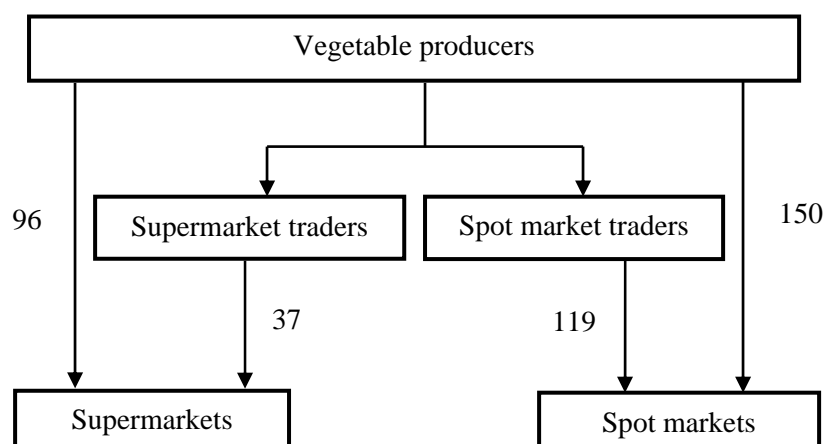 Vegetable producers
96
Supermarket traders
Spot market traders
150
37
119
Supermarkets
Spot markets